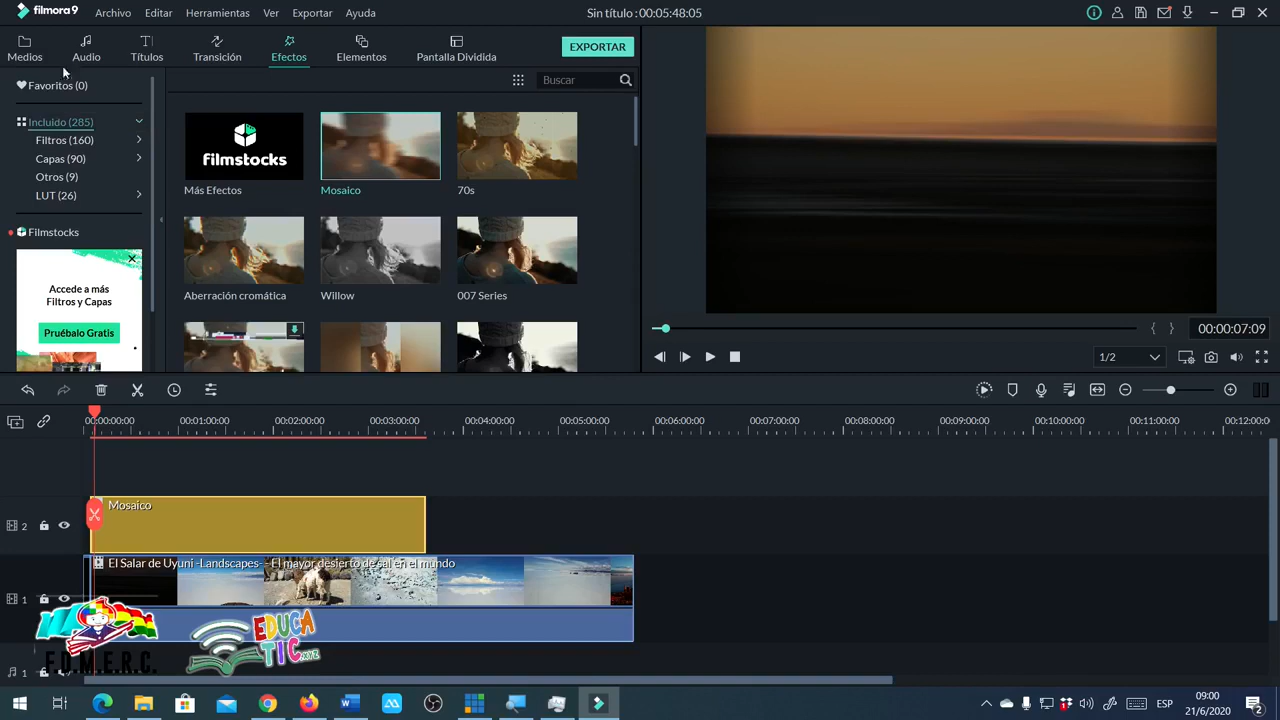 filmora 9
Archivo Editar Herramientas Ver Exportar Ayuda
Sin título : 00:05:48:05
Medios Audio Títulos Transición Efectos Elementos Pantalla Dividida
EXPORTAR
Favoritos (0)
Buscar
Incluido (285)
Filtros (160)
Capas (90)
Otros (9)
LUT (26)
Filmstocks
Accede a más
Filtros y Capas
Pruébalo Gratis
filmstocks
Más Efectos Mosaico 70s
Aberración cromática Willow 007 Series
00:00:07:09
1/2
00:00:00:00 00:01:00:00 00:02:00:00 00:03:00:00 00:04:00:00 00:05:00:00 00:06:00:00 00:07:00:00 00:08:00:00 00:09:00:00 00:10:00:00 00:11:00:00 00:12:00:00
Mosaico
2
El Salar de Uyuni -Landscapes- - El mayor desierto de sal en el mundo
1
EDUCA
TIC.XYZ
F.D.M.E.R.C.
1
ESP
09:00
21/6/2020
2